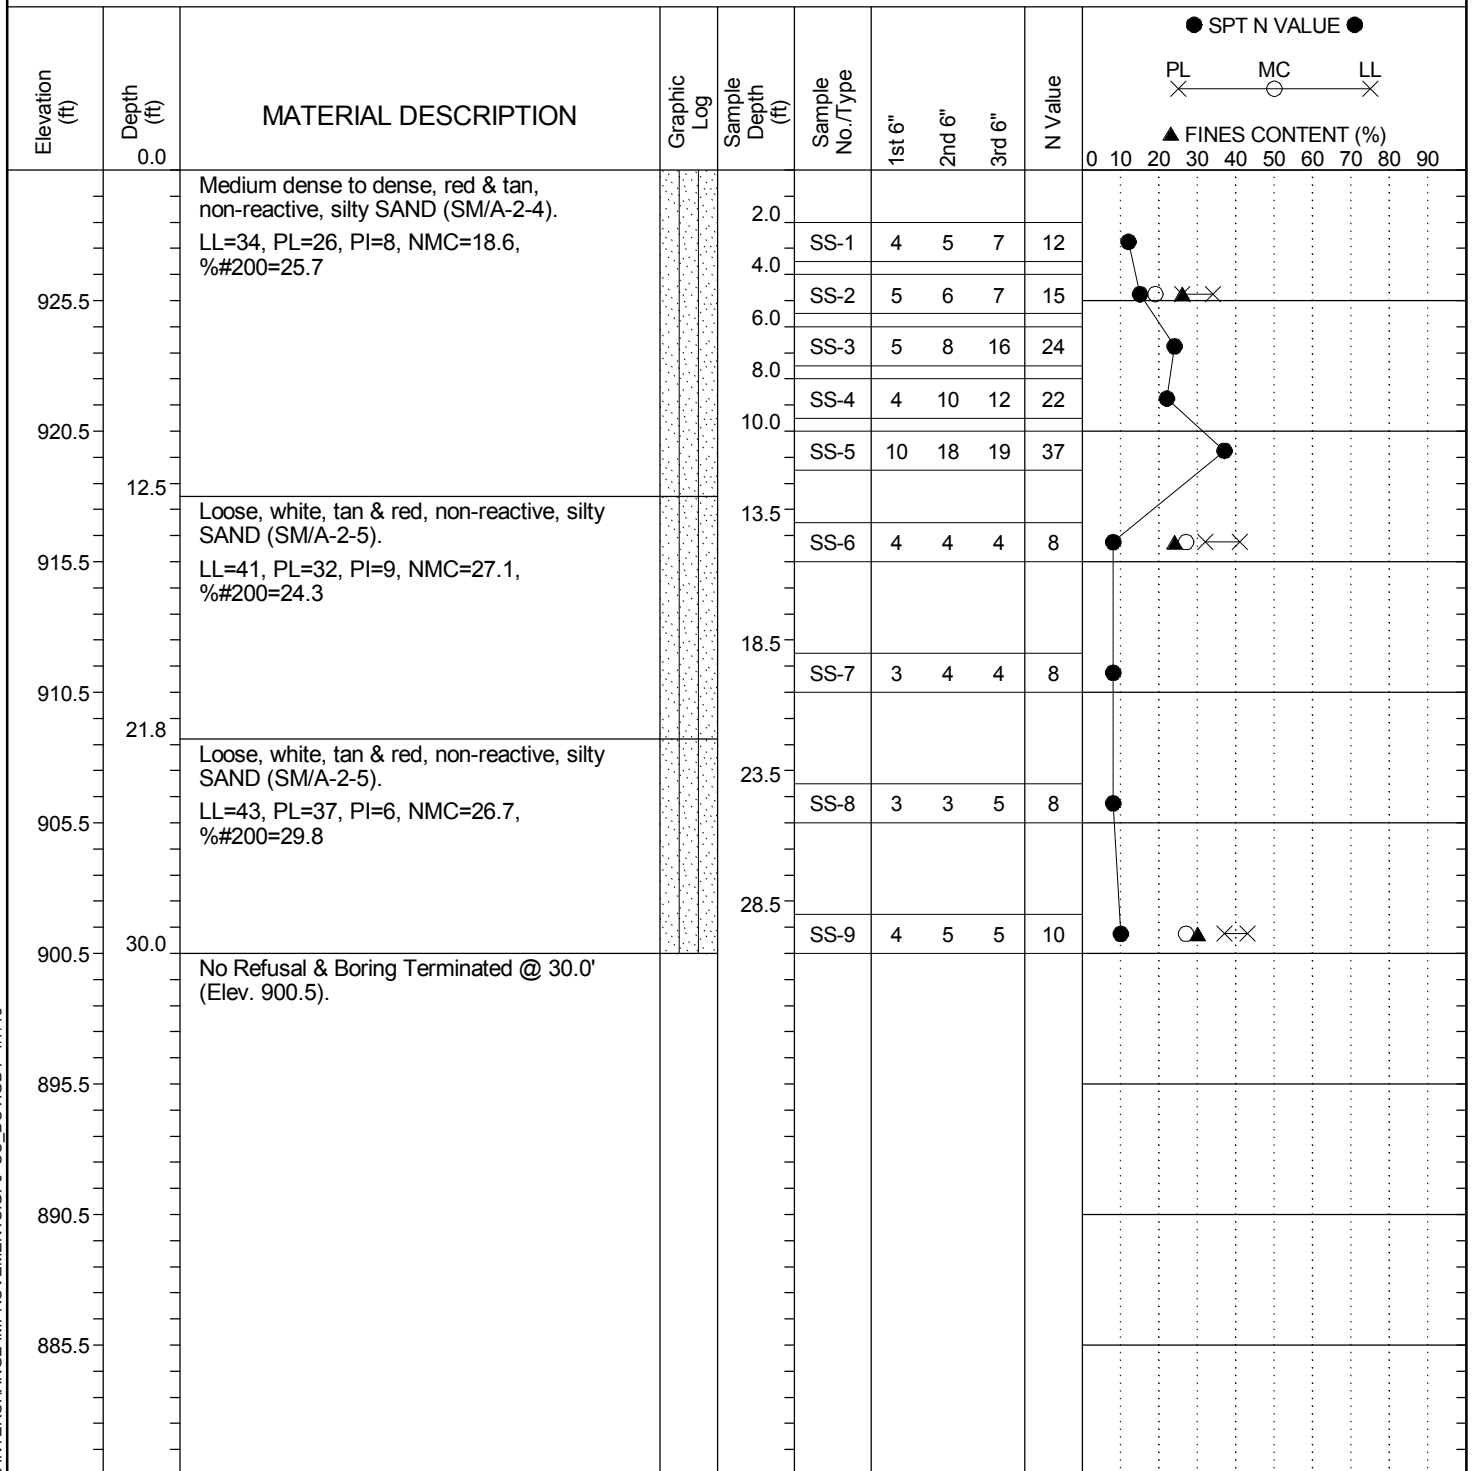 ● SPT N VALUE ●
PL MC LL
▲ FINES CONTENT (%)
0 10 20 30 40 50 60 70 80 90
Elevation
(ft)
Depth
(ft)
0.0
MATERIAL DESCRIPTION
Graphic
Log
Sample
Depth
(ft)
Sample
No./Type
1st 6"
2nd 6"
3rd 6"
N Value
Medium dense to dense, red & tan,
non-reactive, silty SAND (SM/A-2-4).
2.0
LL=34, PL=26, PI=8, NMC=18.6,
%#200=25.7
SS-1 4 5 7 12
4.0
925.5
SS-2 5 6 7 15
6.0
SS-3 5 8 16 24
8.0
SS-4 4 10 12 22
10.0
920.5
SS-5 10 18 19 37
12.5
Loose, white, tan & red, non-reactive, silty
SAND (SM/A-2-5).
13.5
SS-6 4 4 4 8
915.5
LL=41, PL=32, PI=9, NMC=27.1,
%#200=24.3
18.5
SS-7 3 4 4 8
910.5
21.8
Loose, white, tan & red, non-reactive, silty
SAND (SM/A-2-5).
23.5
LL=43, PL=37, PI=6, NMC=26.7,
%#200=29.8
SS-8 3 3 5 8
905.5
28.5
SS-9 4 5 5 10
30.0
900.5
No Refusal & Boring Terminated @ 30.0'
(Elev. 900.5).
895.5
890.5
885.5